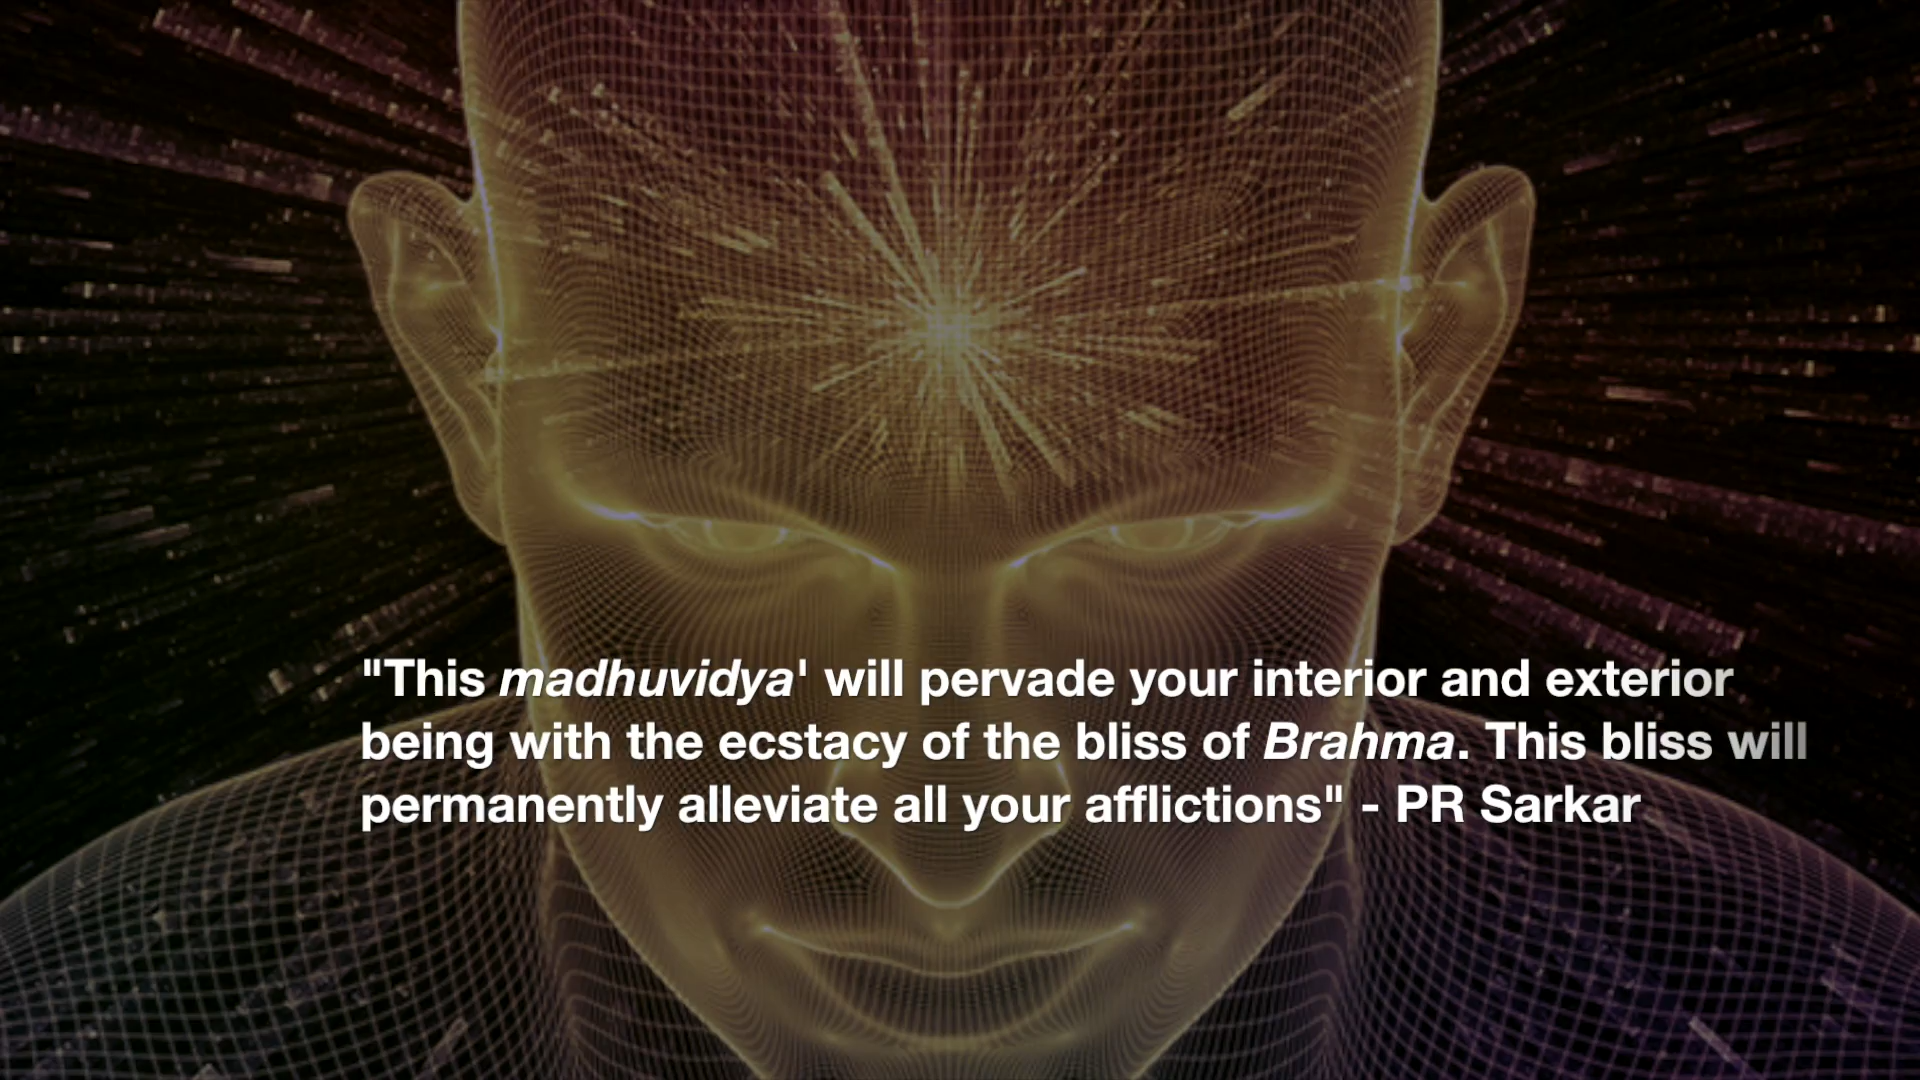 "This madhuvidya' will pervade your interior and exterior
being with the ecstacy of the bliss of Brahma. This bliss will
permanently alleviate all your afflictions" - PR Sarkar